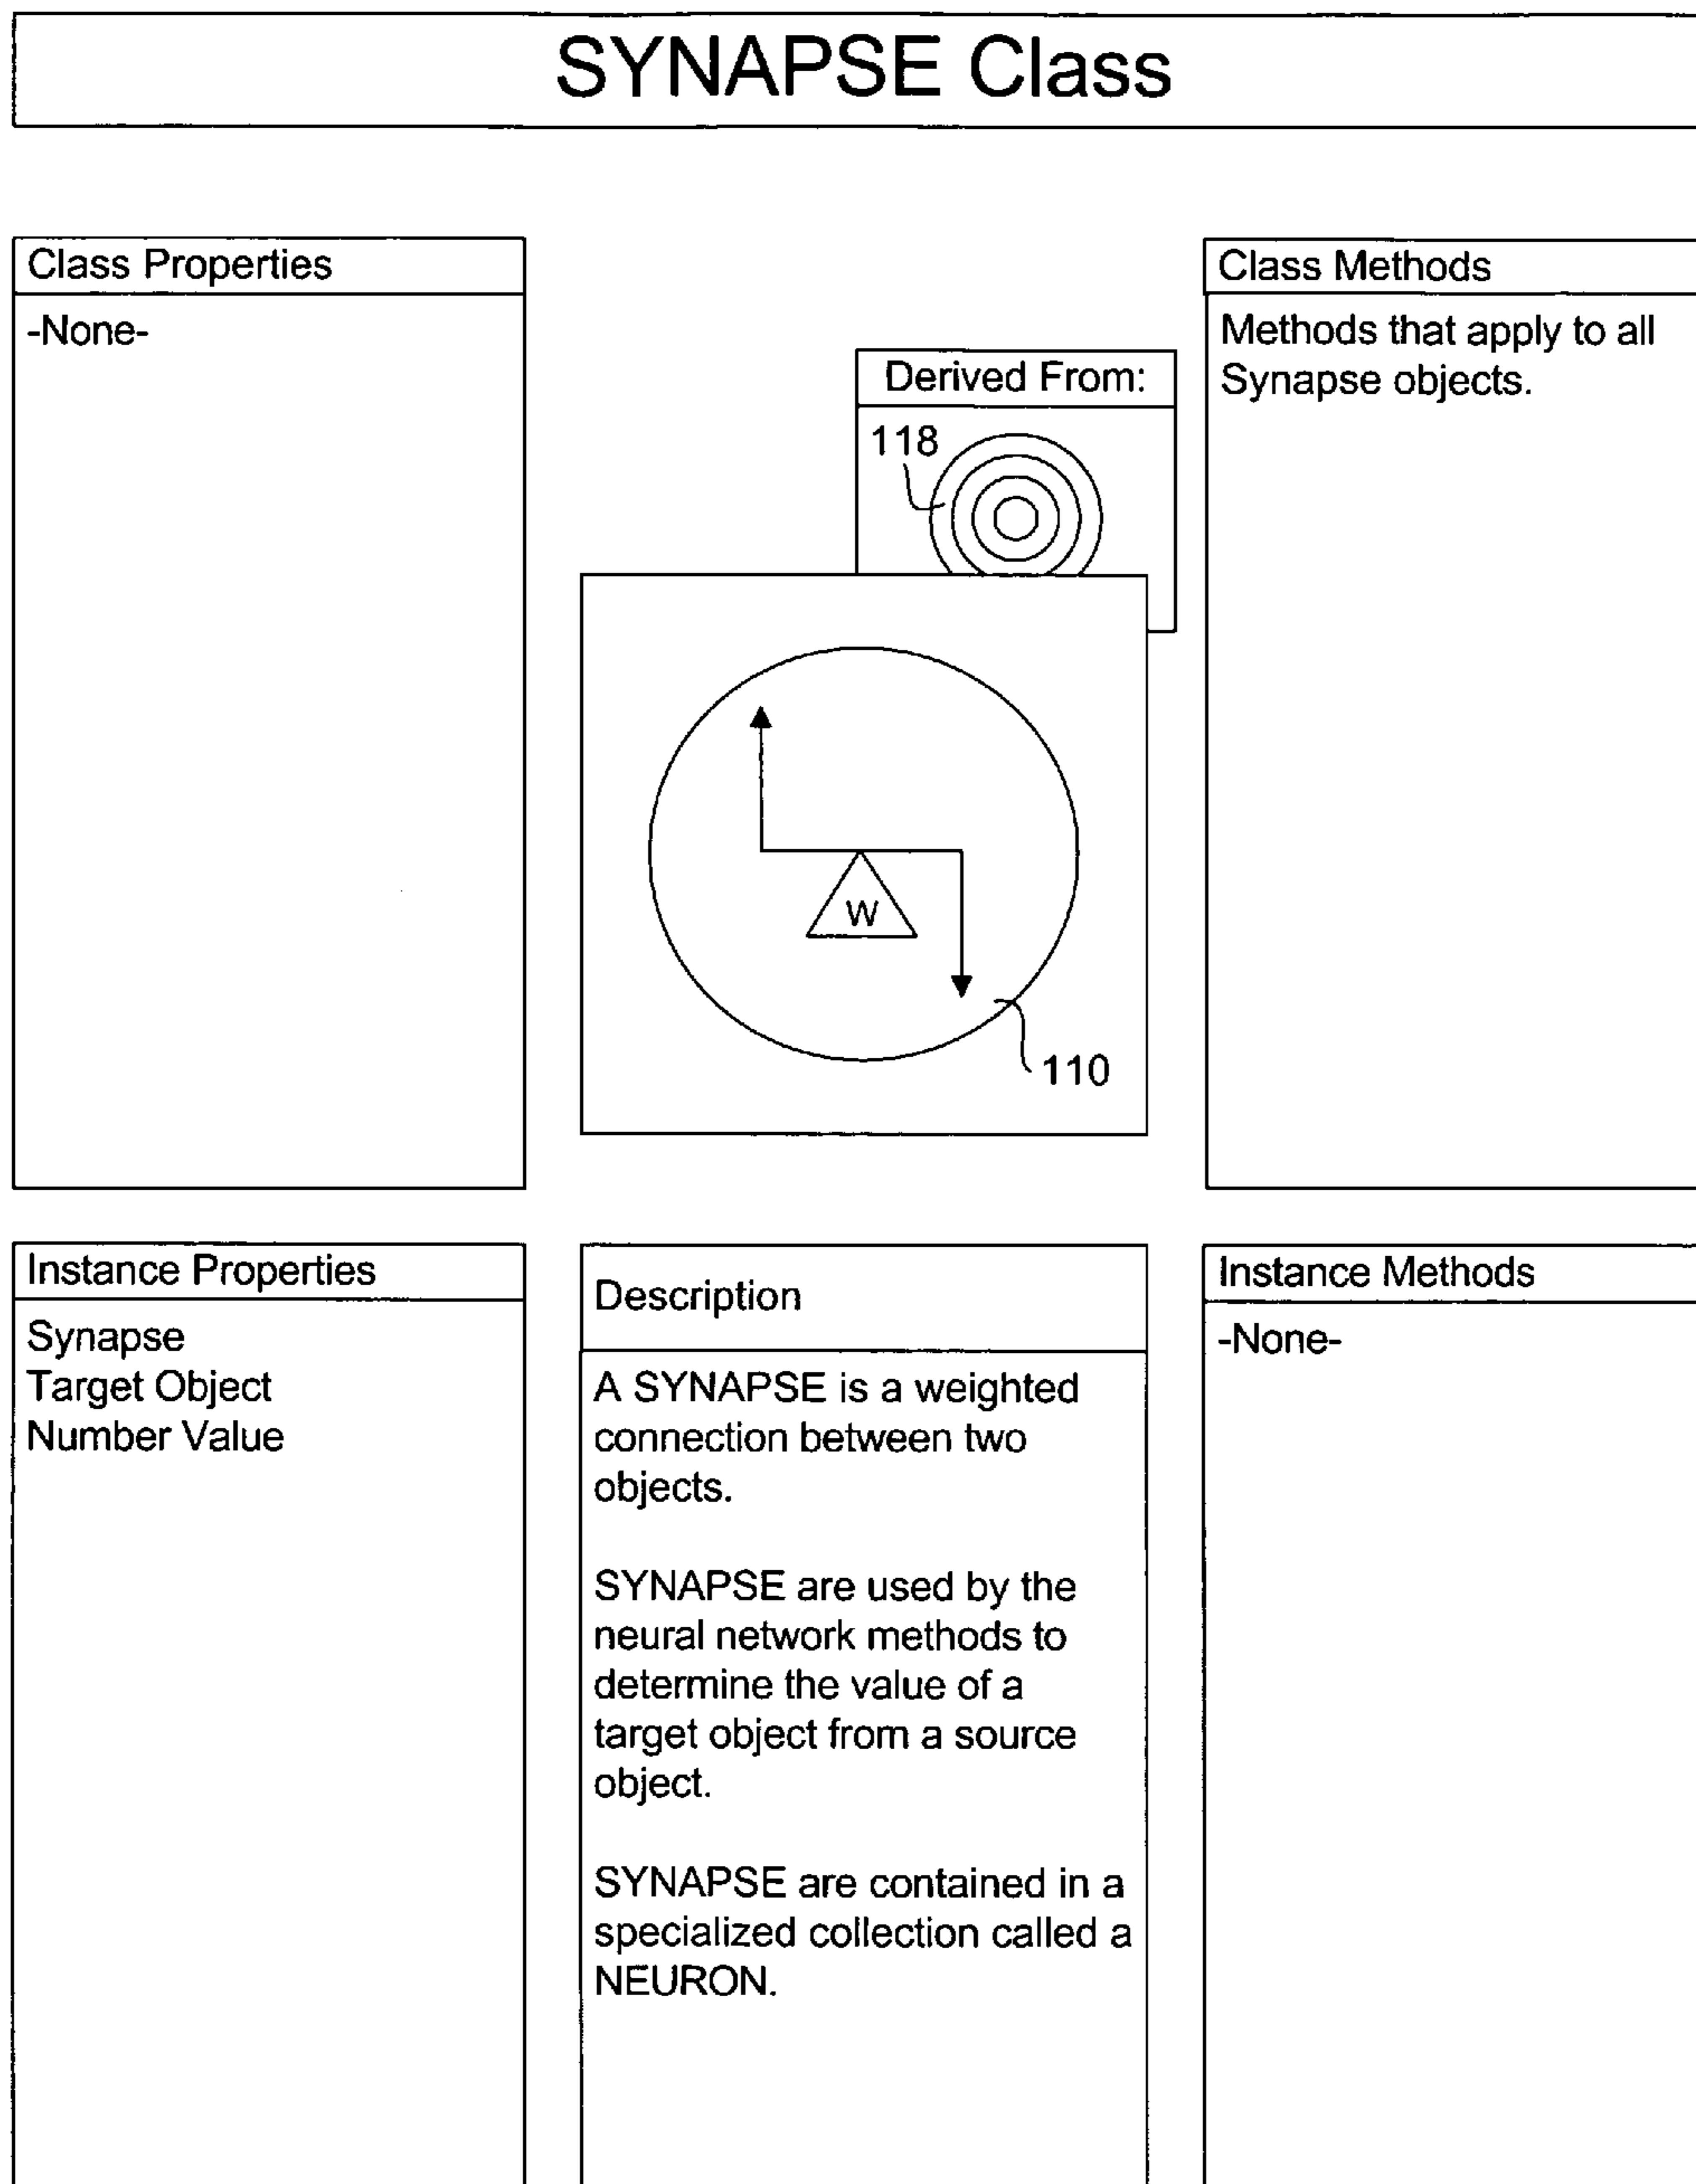 SYNAPSE Class
Class Properties
-None-
Derived From:
118
W
110
Class Methods
Methods that apply to all
Synapse objects.
Instance Properties
Synapse
Target Object
Number Value
Description
A SYNAPSE is a weighted
connection between two
objects.
SYNAPSE are used by the
neural network methods to
determine the value of a
target object from a source
object.
SYNAPSE are contained in a
specialized collection called a
NEURON.
Instance Methods
-None-